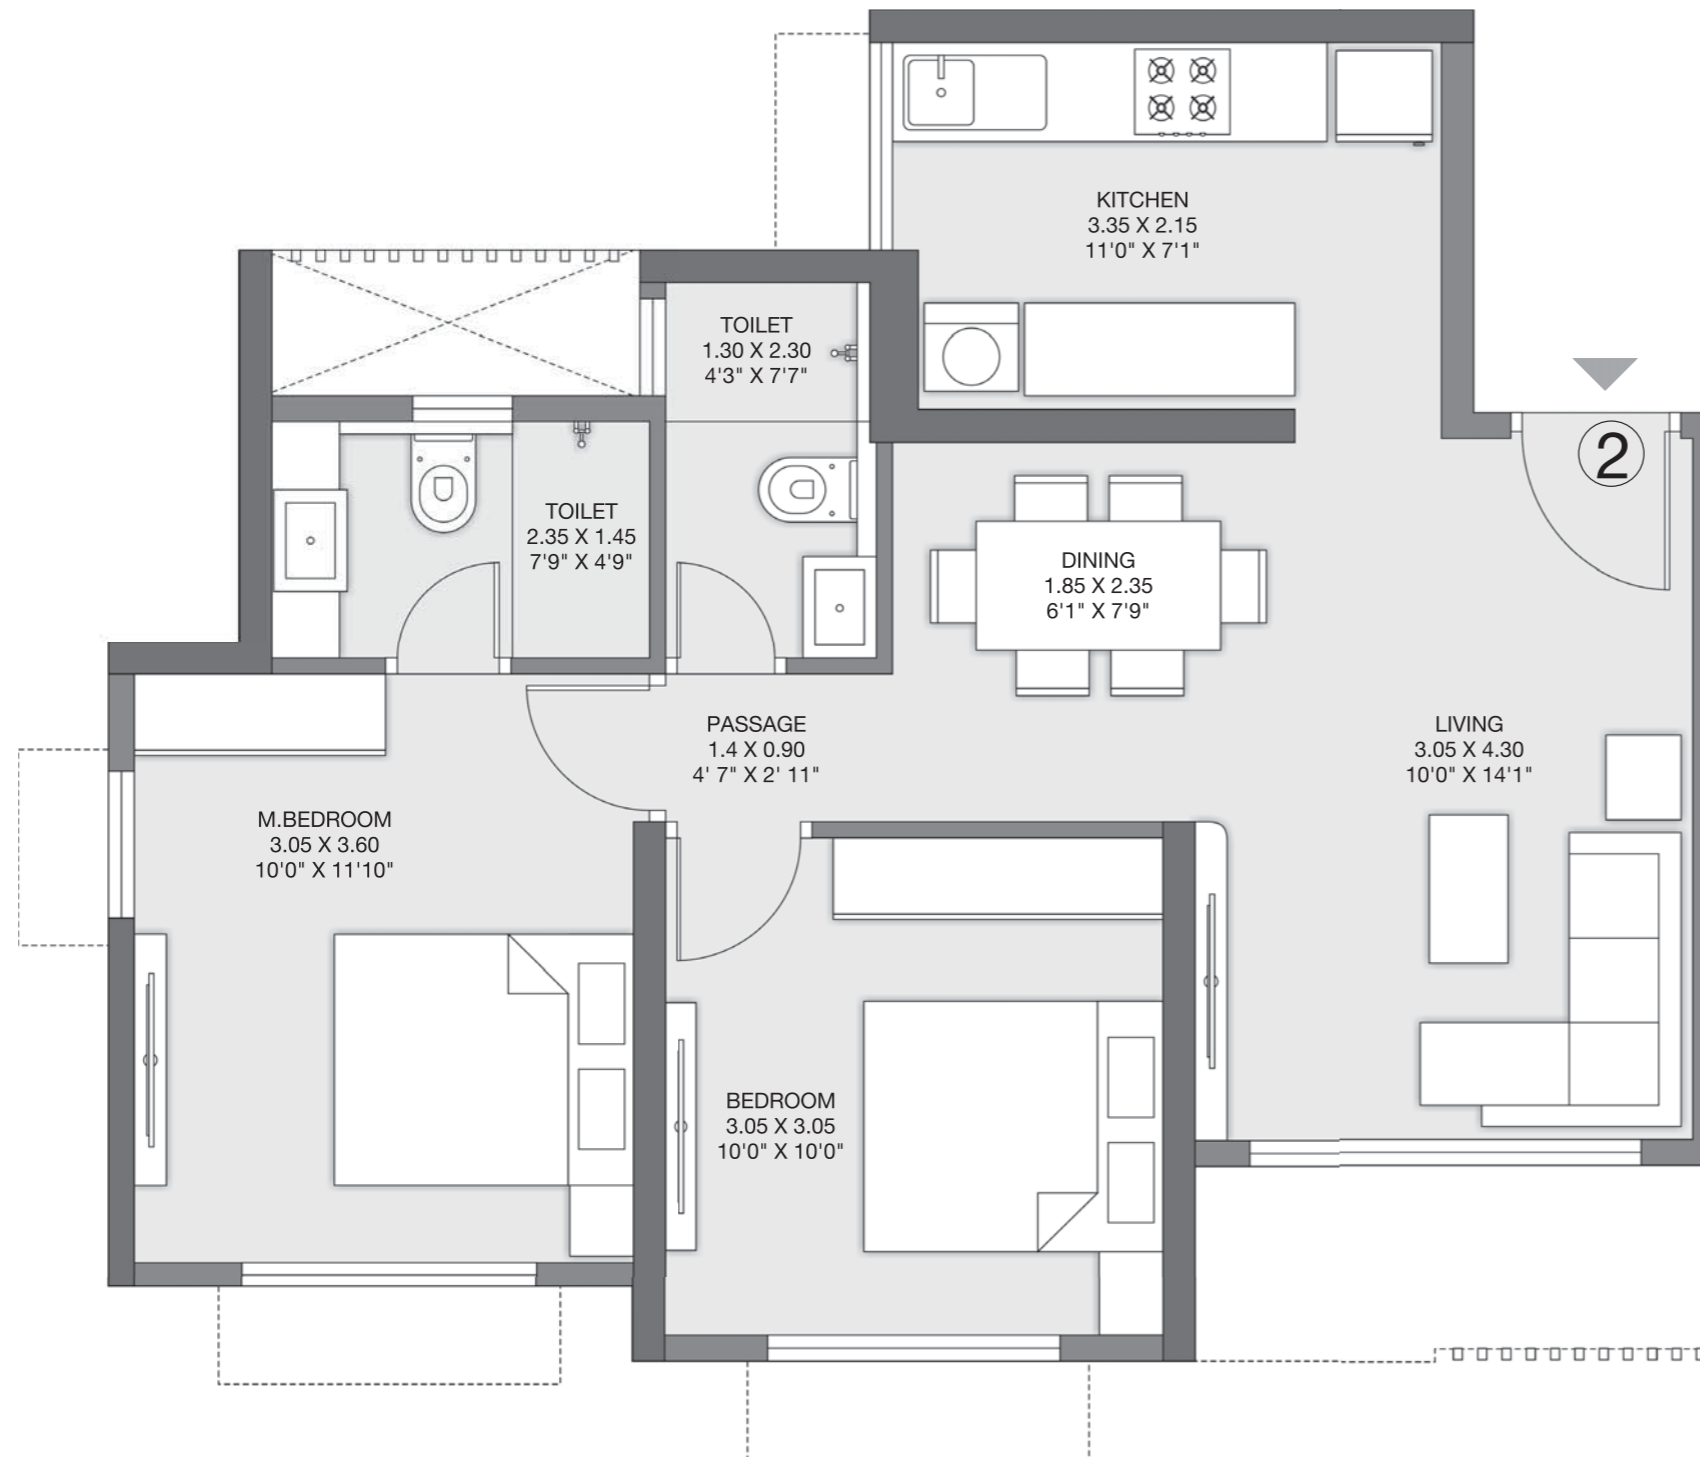 KITCHEN
3.35 X 2.15
11'0" X 7'1"
TOILET
1.30 X 2.30
4'3" X 7'7"
2
TOILET
2.35 X 1.45
7'9" X 4'9"
DINING
1.85 X 2.35
6'1" X 7'9"
PASSAGE
1.4 X 0.90
4' 7" X 2' 11"
LIVING
3.05 X 4.30
10'0" X 14'1"
M.BEDROOM
3.05 X 3.60
10'0" X 11'10"
BEDROOM
3.05 X 3.05
10'0" X 10'0"